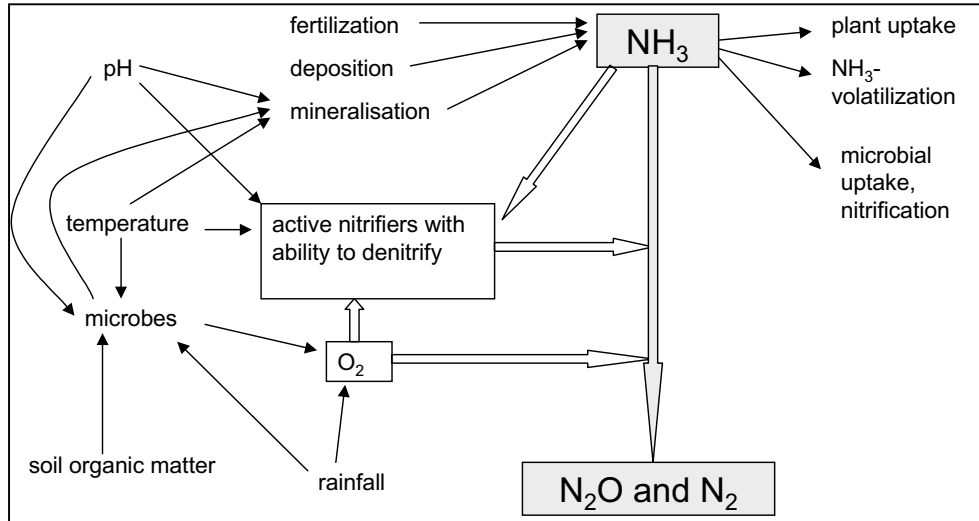 fertilization
deposition
mineralisation
NH₃
plant uptake
NH₃-
volatilization
microbial
uptake,
nitrification
pH
temperature
active nitrifiers with
ability to denitrify
microbes
O₂
soil organic matter
rainfall
N₂O and N₂